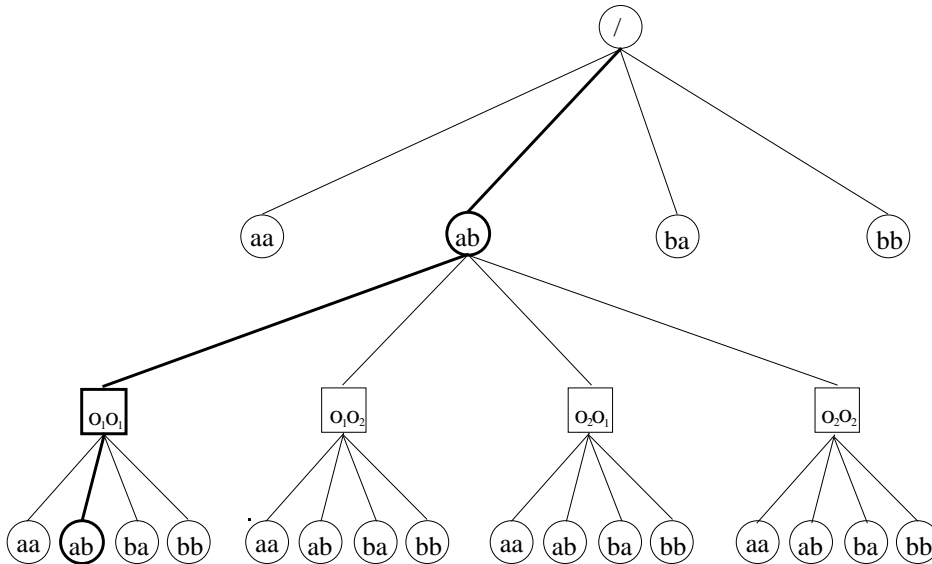 /
aa ab ba bb
o₁o₁ o₁o₂ o₂o₁ o₂o₂
aa ab ba bb aa ab ba bb aa ab ba bb aa ab ba bb